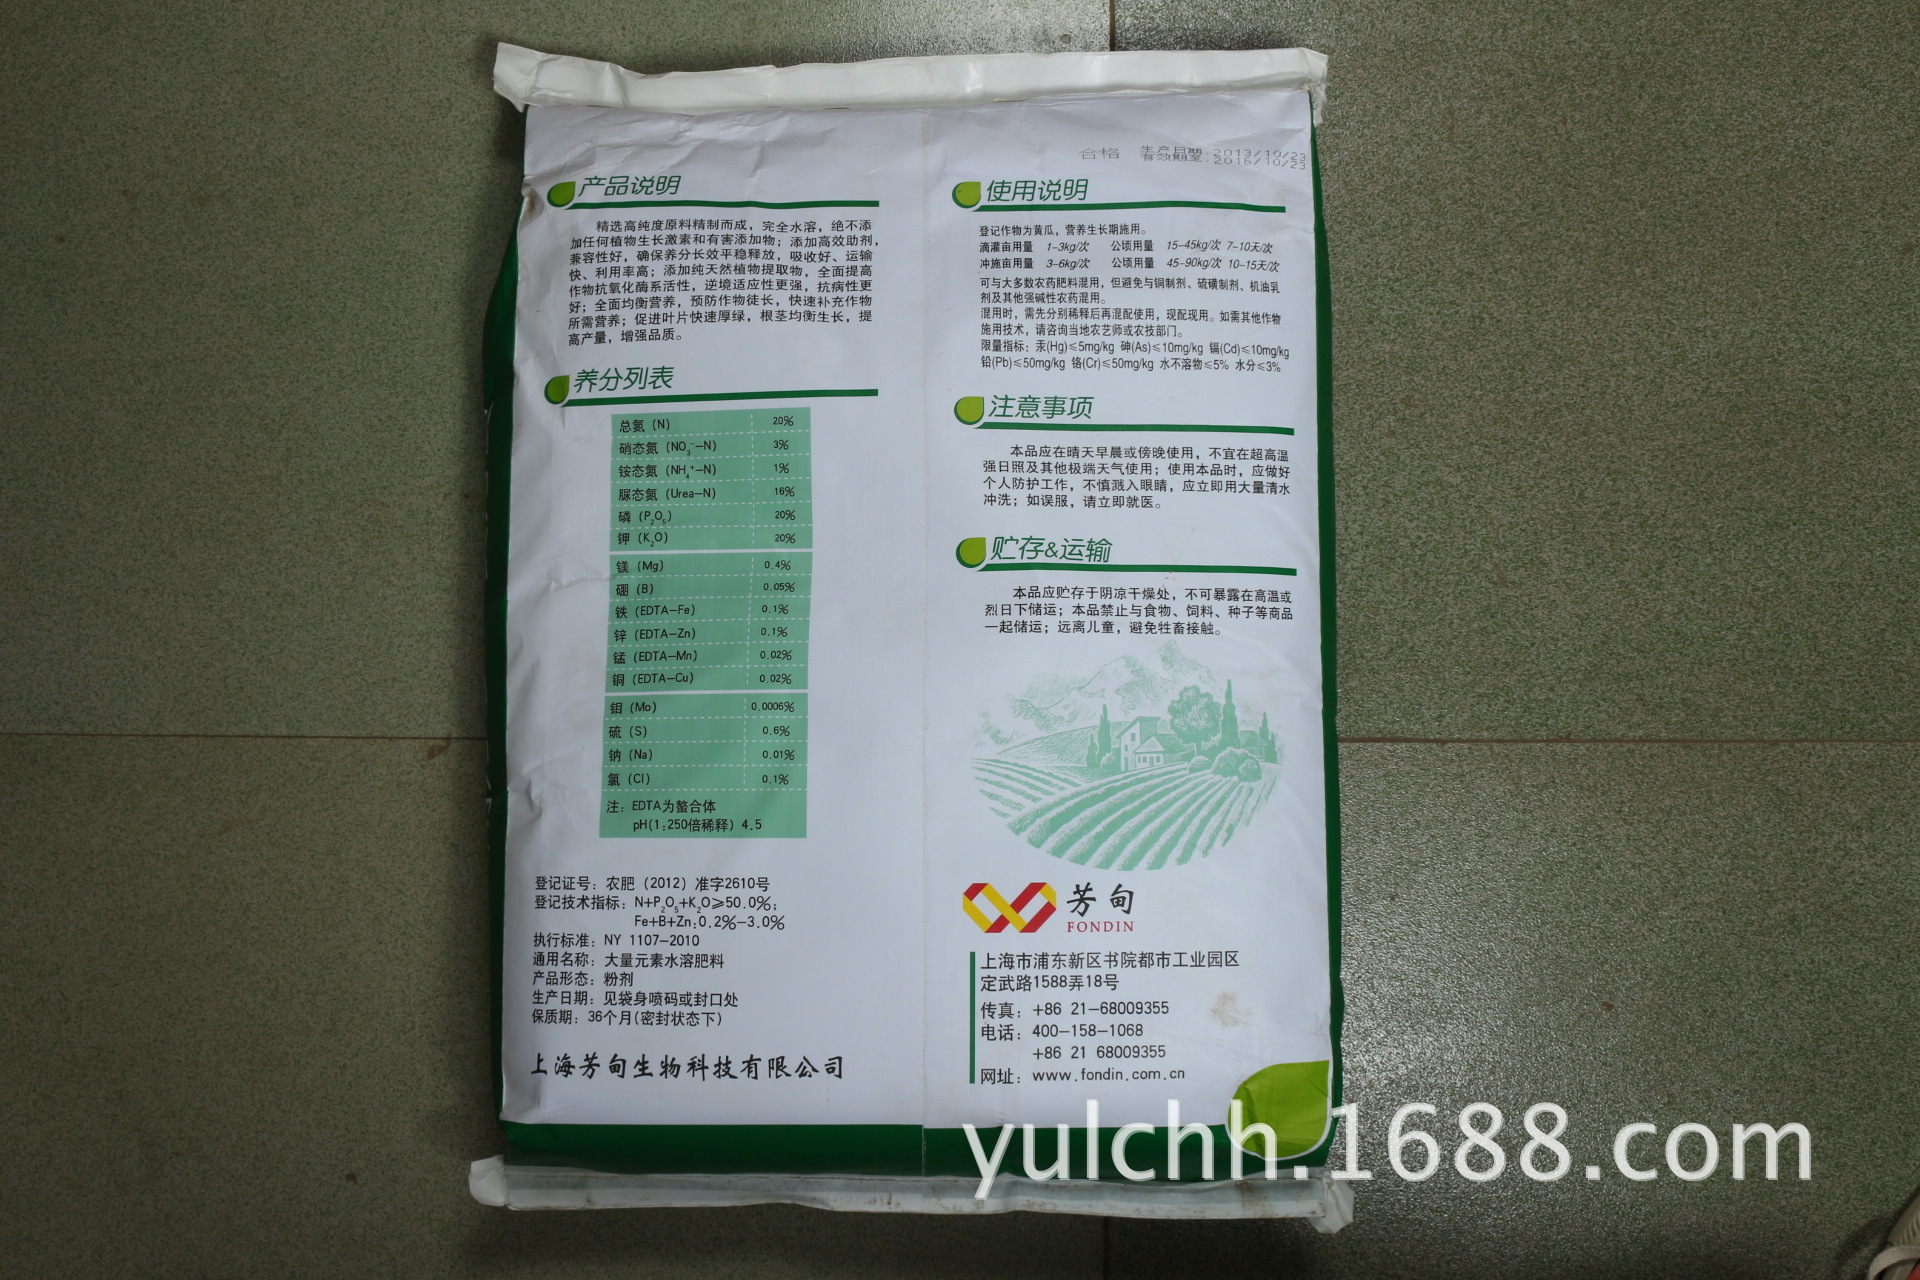 合格 生产日期:2013/10/23
有效期至:2016/10/23
产品说明
精选高纯度原料精制而成，完全水溶，绝不添
加任何植物生长激素和有害添加物；添加高效助剂，
兼容性好，确保养分长效平稳释放，吸收好、运输
快、利用率高；添加纯天然植物提取物，全面提高
作物抗氧化酶系活性，逆境适应性更强，抗病性更
好；全面均衡营养，预防作物徒长，快速补充作物
所需营养；促进叶片快速厚绿，根茎均衡生长，提
高产量，增强品质。
养分列表
总氮（N） 20%
硝态氮（NO3⁻-N） 3%
铵态氮（NH4⁺-N） 1%
脲态氮（Urea-N） 16%
磷（P2O5） 20%
钾（K2O） 20%
镁（Mg） 0.4%
硼（B） 0.05%
铁（EDTA-Fe） 0.1%
锌（EDTA-Zn） 0.1%
锰（EDTA-Mn） 0.02%
铜（EDTA-Cu） 0.02%
钼（Mo） 0.0006%
硫（S） 0.6%
钠（Na） 0.01%
氯（Cl） 0.1%
注：EDTA为螯合体
pH(1:250倍稀释）4.5
登记证号：农肥（2012）准字2610号
登记技术指标：N+P2O5+K2O≥50.0%；
Fe+B+Zn:0.2%-3.0%
执行标准：NY 1107-2010
通用名称：大量元素水溶肥料
产品形态：粉剂
生产日期：见袋身喷码或封口处
保质期：36个月(密封状态下）
上海芳甸生物科技有限公司
使用说明
登记作物为黄瓜，营养生长期施用。
滴灌亩用量 1-3kg/次 公顷用量 15-45kg/次 7-10天/次
冲施亩用量 3-6kg/次 公顷用量 45-90kg/次 10-15天/次
可与大多数农药肥料混用，但避免与铜制剂、硫磺制剂、机油乳
剂及其他强碱性农药混用。
混用时，需先分别稀释后再混配使用，现配现用。如需其他作物
施用技术，请咨询当地农艺师或农技部门。
限量指标：汞(Hg)≤5mg/kg 砷(As)≤10mg/kg 镉(Cd)≤10mg/kg
铅(Pb)≤50mg/kg 铬(Cr)≤50mg/kg 水不溶物≤5% 水分≤3%
注意事项
本品应在晴天早晨或傍晚使用，不宜在超高温
强日照及其他极端天气使用；使用本品时，应做好
个人防护工作，不慎溅入眼睛，应立即用大量清水
冲洗；如误服，请立即就医。
贮存&运输
本品应贮存于阴凉干燥处，不可暴露在高温或
烈日下储运；本品禁止与食物、饲料、种子等商品
一起储运；远离儿童，避免牲畜接触。
芳甸
FONDIN
上海市浦东新区书院都市工业园区
定武路1588弄18号
传真：+86 21-68009355
电话：400-158-1068
+86 21 68009355
网址：www.fondin.com.cn
yulchh.1688.com